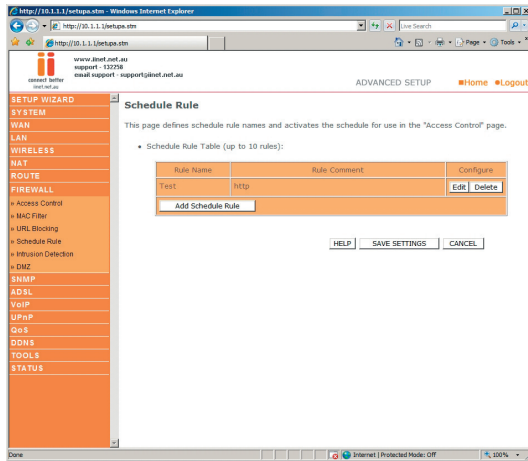 http://10.1.1.1/setupa.stm - Windows Internet Explorer
http://10.1.1.1/setupa.stm
Live Search
http://10.1.1.1/setupa.stm
Page
Tools
www.iinet.net.au
support - 132258
email support - support@iinet.net.au
connect better
iinet.net.au
ADVANCED SETUP
Home
Logout
SETUP WIZARD
SYSTEM
WAN
LAN
WIRELESS
NAT
ROUTE
FIREWALL
» Access Control
» MAC Filter
» URL Blocking
» Schedule Rule
» Intrusion Detection
» DMZ
SNMP
ADSL
VoIP
UPnP
QoS
DDNS
TOOLS
STATUS
Schedule Rule
This page defines schedule rule names and activates the schedule for use in the "Access Control" page.
• Schedule Rule Table (up to 10 rules):
Rule Name Rule Comment Configure
Test http Edit Delete
Add Schedule Rule
HELP SAVE SETTINGS CANCEL
Done
Internet | Protected Mode: Off
100%